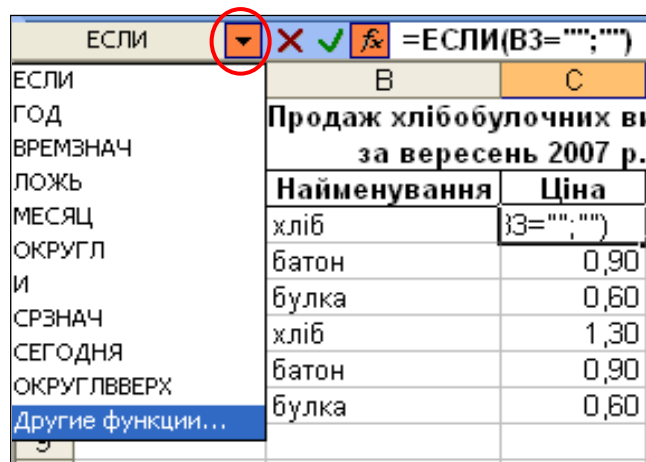 ЕСЛИ fx =ЕСЛИ(B3="";"")
ЕСЛИ
ГОД
ВРЕМЗНАЧ
ЛОЖЬ
МЕСЯЦ
ОКРУГЛ
И
СРЗНАЧ
СЕГОДНЯ
ОКРУГЛВВЕРХ
Другие функции...
9
B C
Продаж хлібобулочних ви
за вересень 2007 р.
Найменування Ціна
хліб B3="";"")
батон 0,90
булка 0,60
хліб 1,30
батон 0,90
булка 0,60